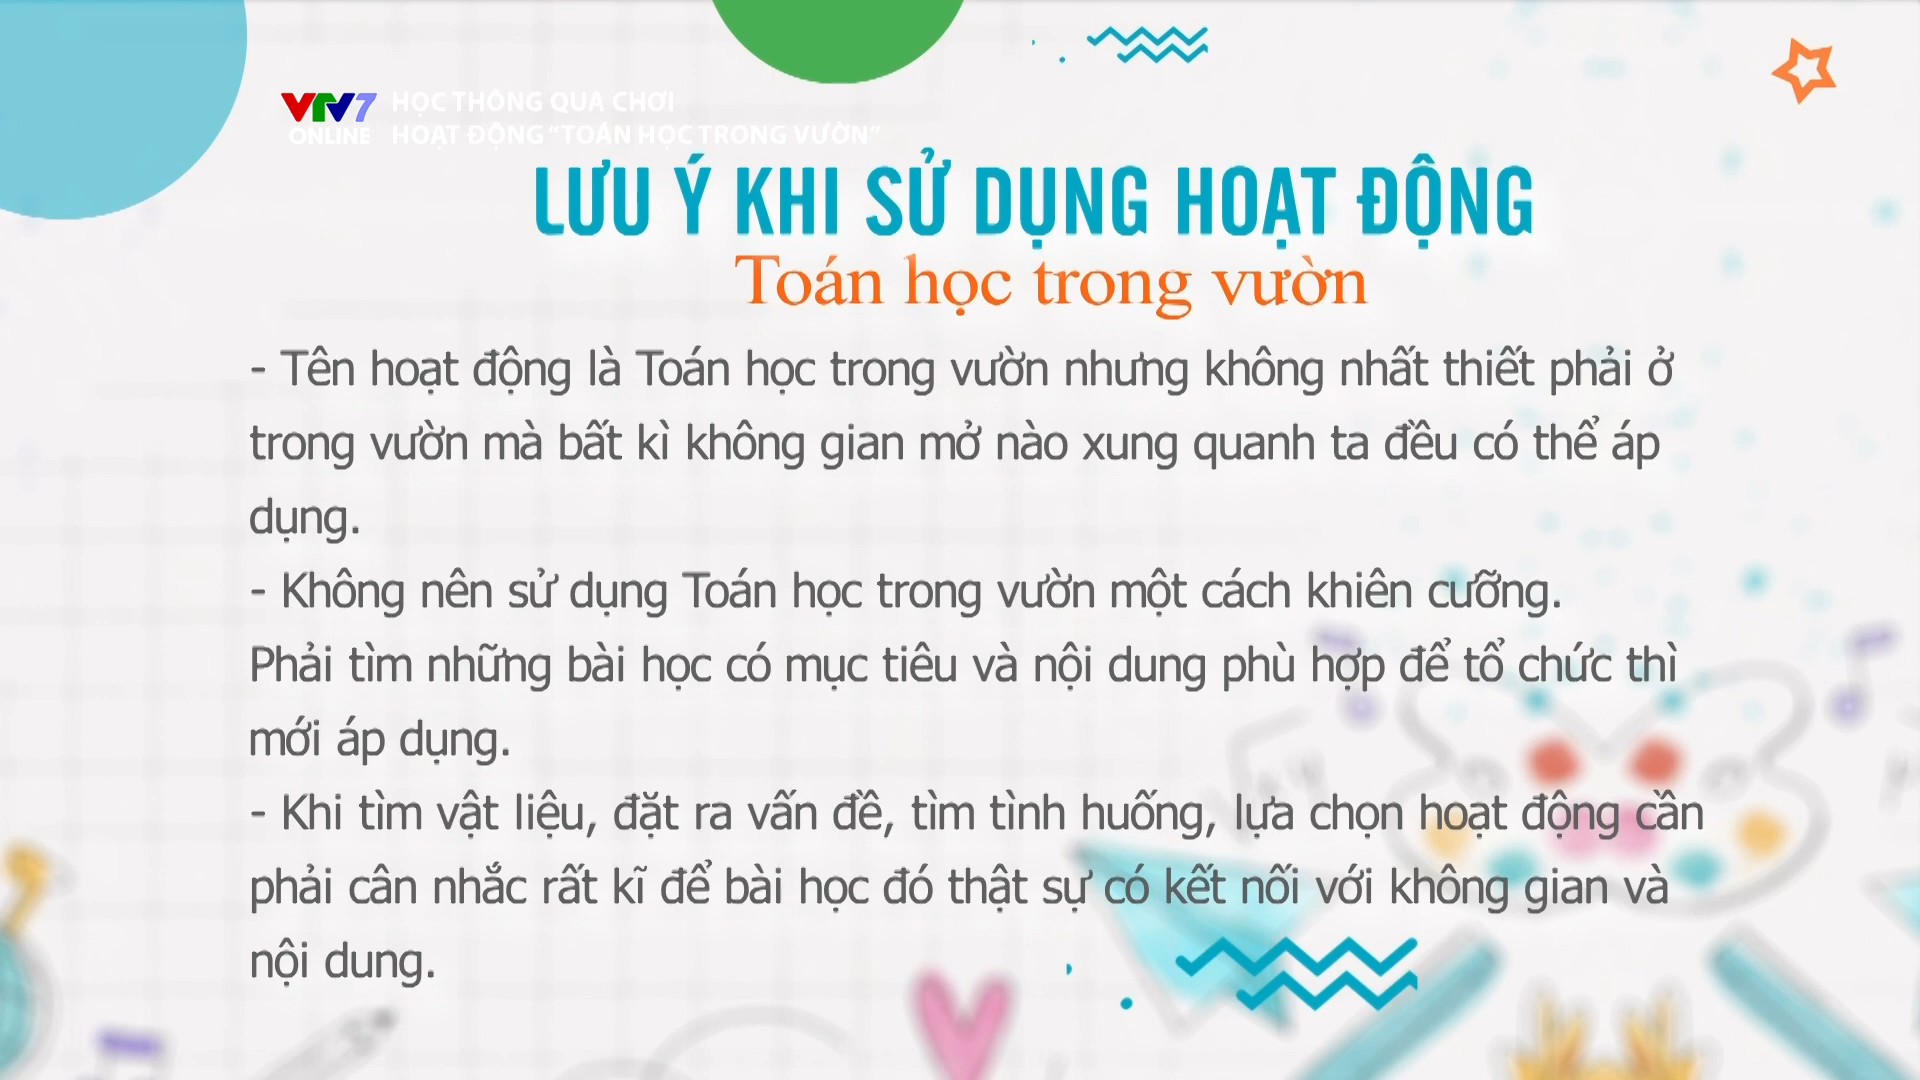 VTV7 HỌC THÔNG QUA CHƠI
ONLINE HOẠT ĐỘNG "TOÁN HỌC TRONG VƯỜN"
LƯU Ý KHI SỬ DỤNG HOẠT ĐỘNG
Toán học trong vườn
- Tên hoạt động là Toán học trong vườn nhưng không nhất thiết phải ở
trong vườn mà bất kì không gian mở nào xung quanh ta đều có thể áp
dụng.
- Không nên sử dụng Toán học trong vườn một cách khiên cưỡng.
Phải tìm những bài học có mục tiêu và nội dung phù hợp để tổ chức thì
mới áp dụng.
- Khi tìm vật liệu, đặt ra vấn đề, tìm tình huống, lựa chọn hoạt động cần
phải cân nhắc rất kĩ để bài học đó thật sự có kết nối với không gian và
nội dung.